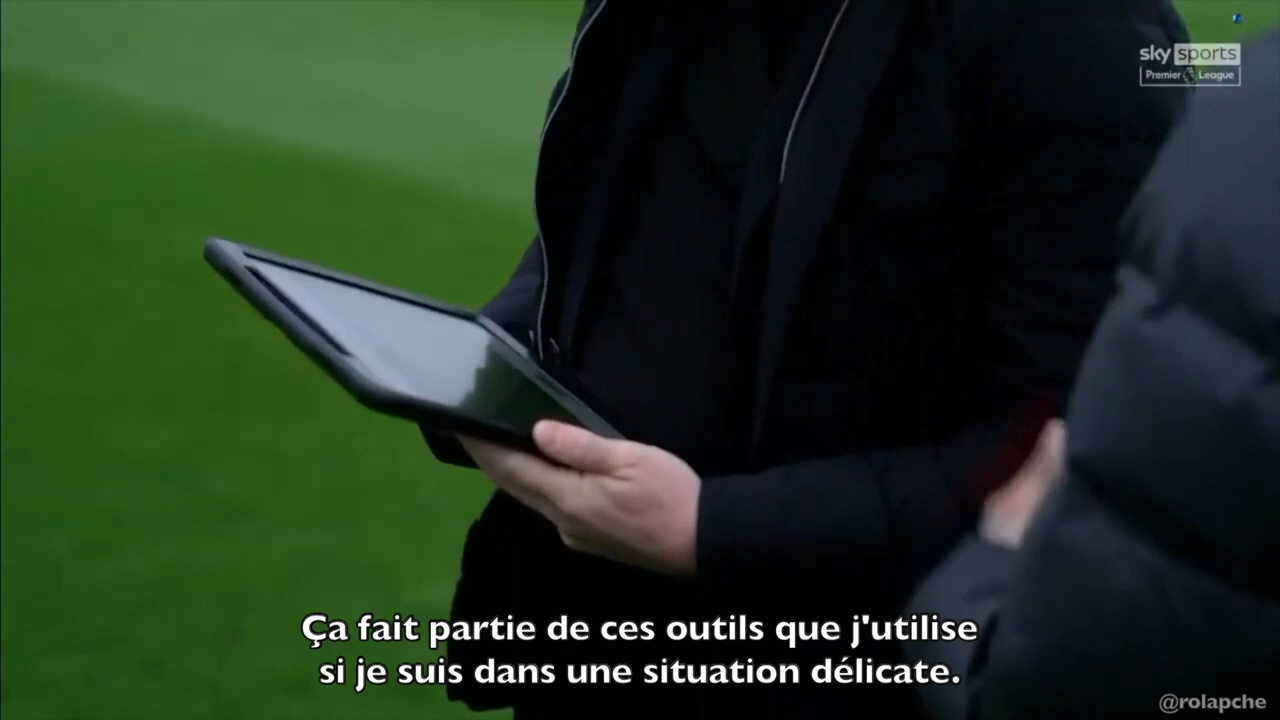 sky sports
Premier League
Ça fait partie de ces outils que j'utilise
si je suis dans une situation délicate.
@rolapche